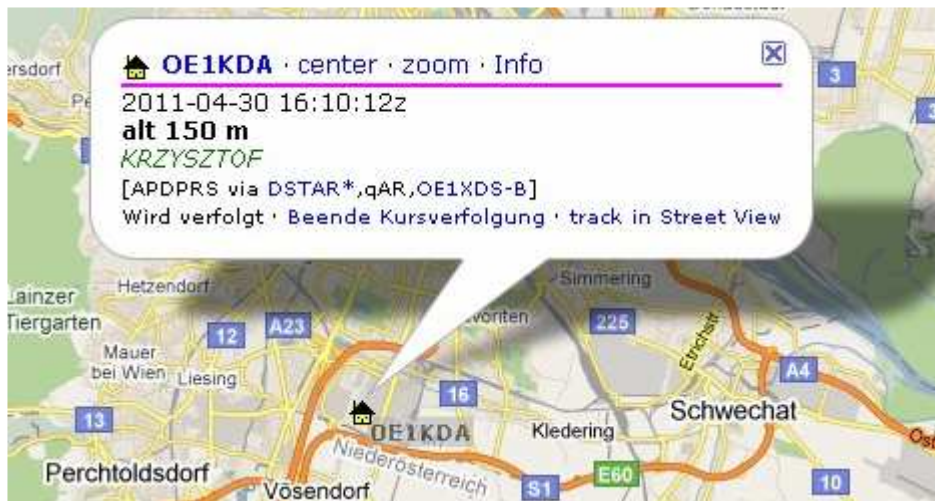 ersdorf
OE1KDA · center · zoom · Info
3
2011-04-30 16:10:12z
alt 150 m
KRZYSZTOF
[APDPRS via DSTAR*,qAR,OE1XDS-B]
Wird verfolgt · Beende Kursverfolgung · track in Street View
Lainzer
Tiergarten
Hetzendorf
Simmering
12
A23
voriten
225
Etrichstr
Mauer
bei Wien
Liesing
A4
16
13
OE1KDA
Kledering
Schwechat
Niederösterreich
Perchtoldsdorf
Vösendorf
S1
E60
10
Ost